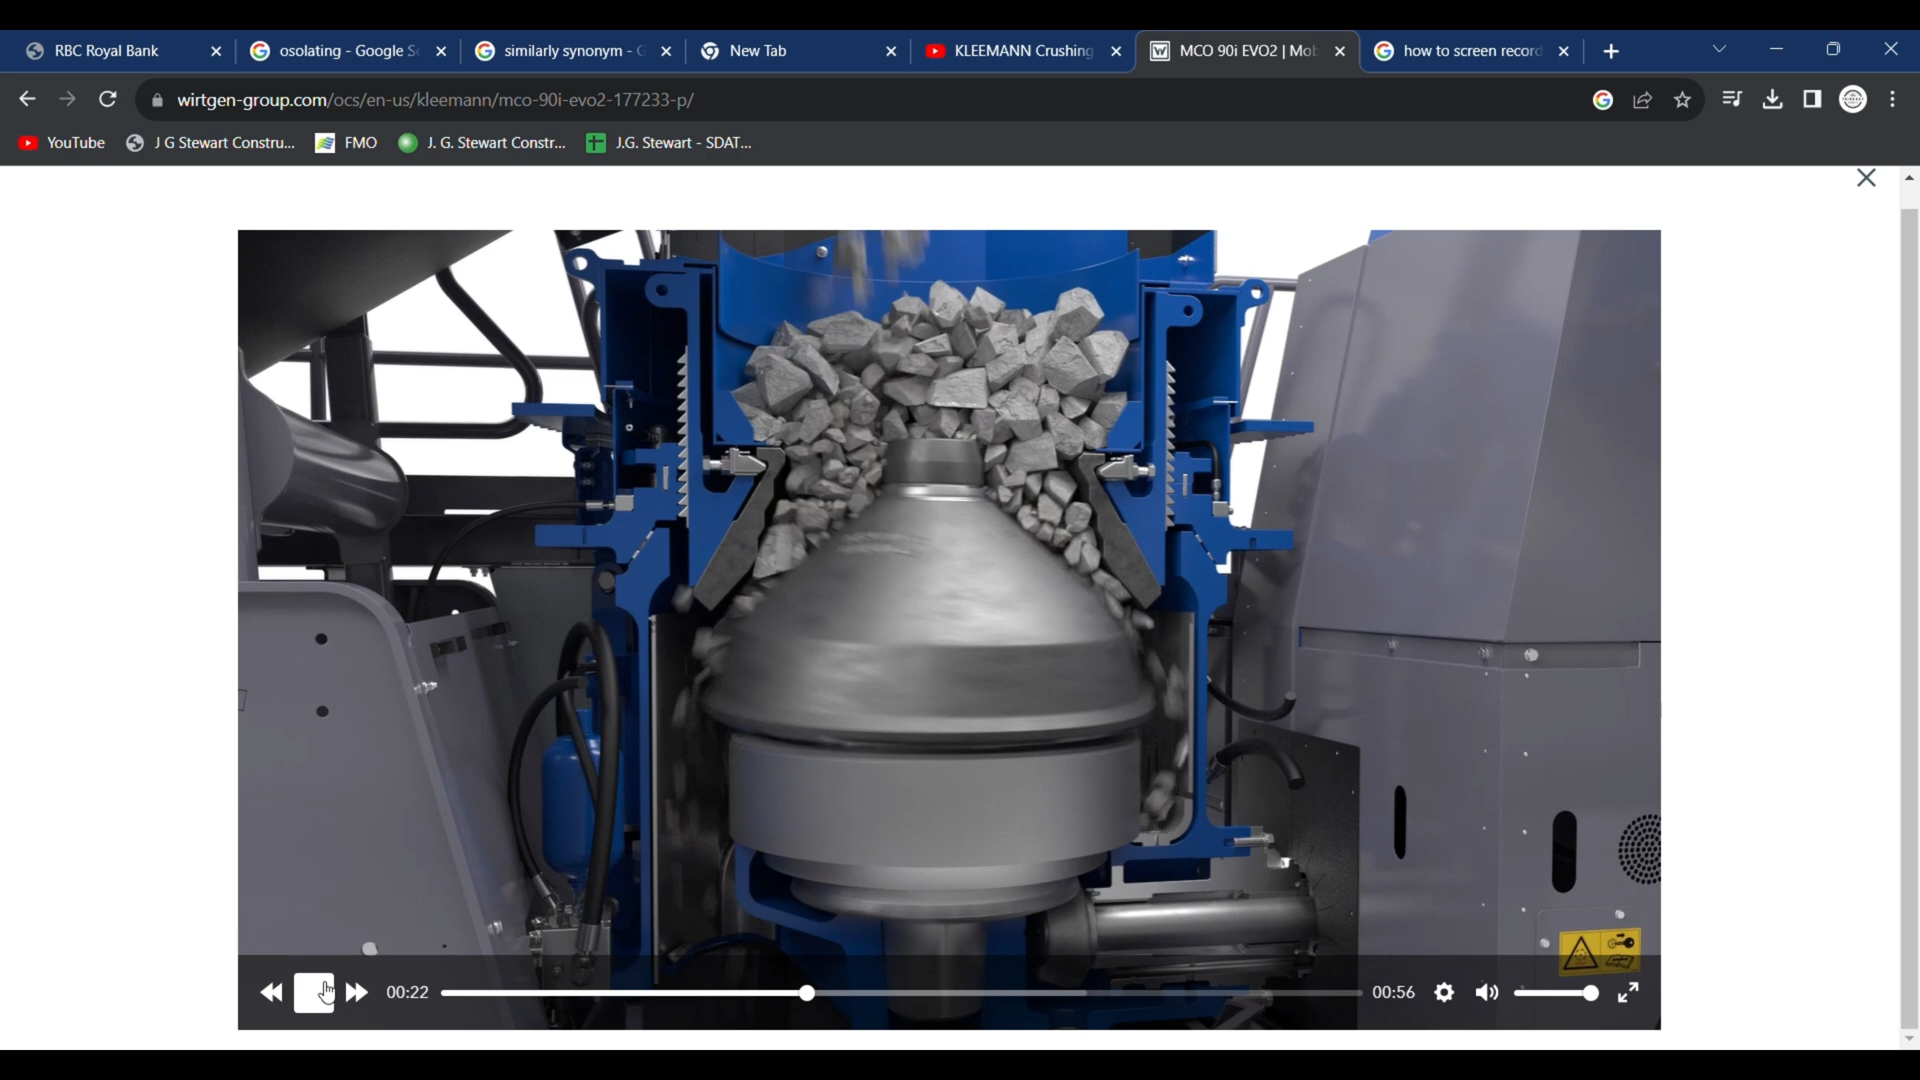 RBC Royal Bank
osolating - Google Se
similarly synonym - G
New Tab
KLEEMANN Crushing
MCO 90i EVO2 | Mob
how to screen record
wirtgen-group.com/ocs/en-us/kleemann/mco-90i-evo2-177233-p/
YouTube
J G Stewart Constru...
FMO
J. G. Stewart Constr...
J.G. Stewart - SDAT...
00:22
00:56